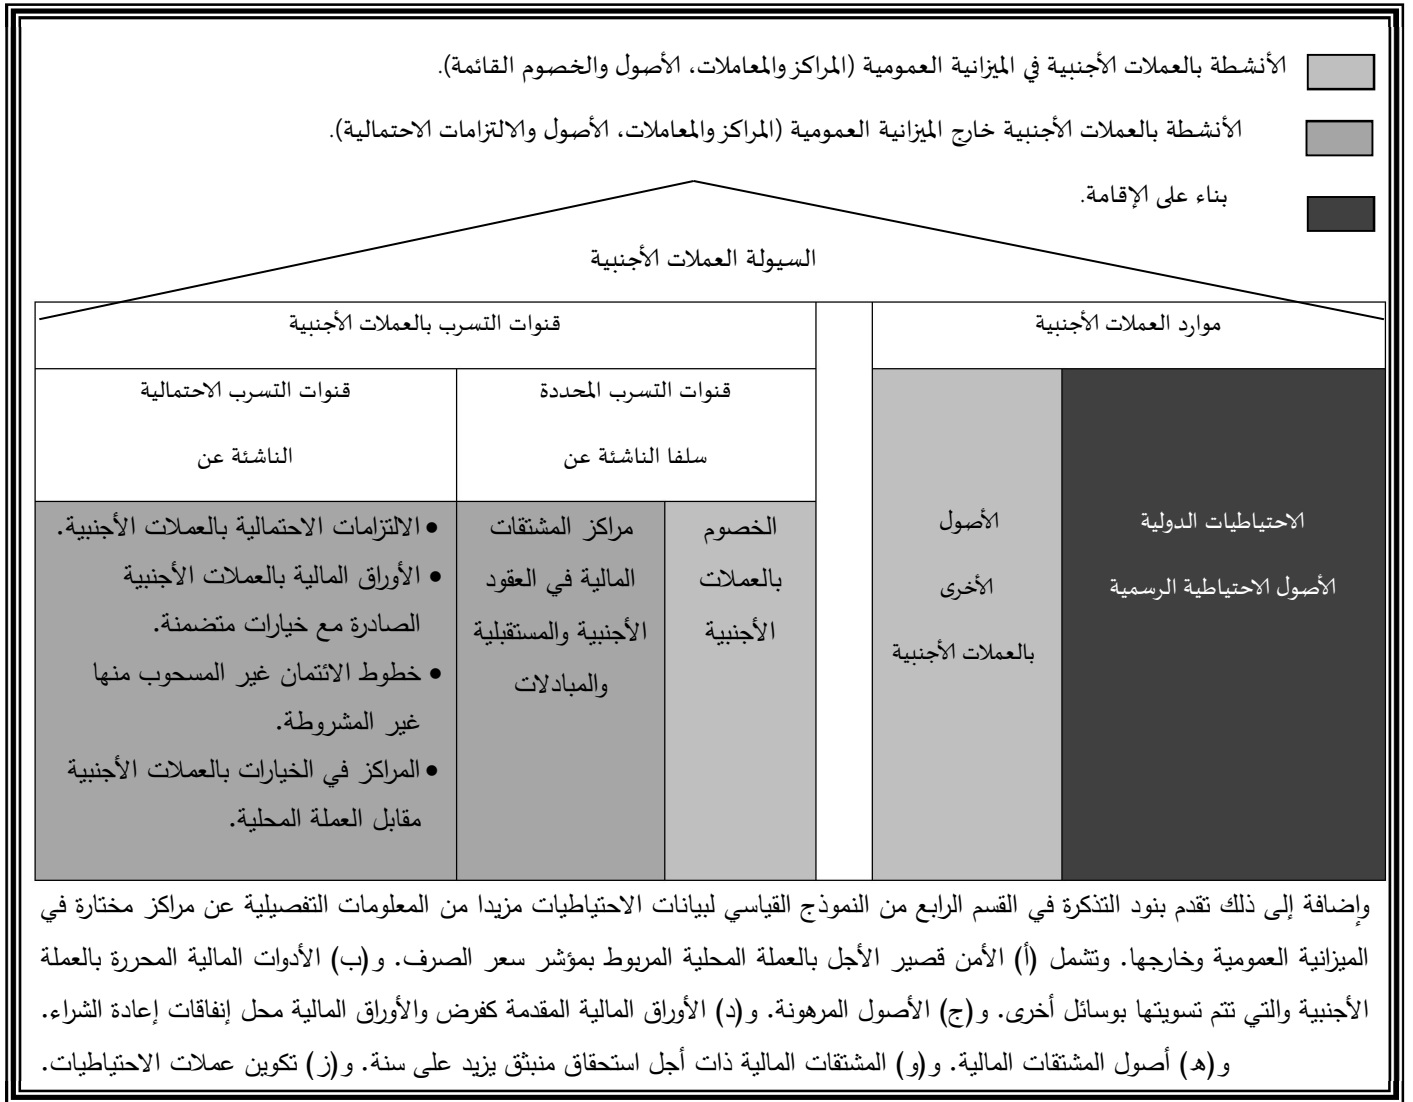 الأنشطة بالعملات الأجنبية في الميزانية العمومية (المراكز والمعاملات، الأصول والخصوم القائمة).
الأنشطة بالعملات الأجنبية خارج الميزانية العمومية (المراكز والمعاملات، الأصول والالتزامات الاحتمالية).
بناء على الإقامة.
السيولة العملات الأجنبية
موارد العملات الأجنبية
قنوات التسرب بالعملات الأجنبية
قنوات التسرب المحددة
سلفا الناشئة عن
قنوات التسرب الاحتمالية
الناشئة عن
الاحتياطيات الدولية
الأصول الاحتياطية الرسمية
الأصول
الأخرى
بالعملات الأجنبية
الخصوم
بالعملات
الأجنبية
مراكز المشتقات
المالية في العقود
الأجنبية والمستقبلية
والمبادلات
• الالتزامات الاحتمالية بالعملات الأجنبية.
• الأوراق المالية بالعملات الأجنبية
الصادرة مع خيارات متضمنة.
• خطوط الائتمان غير المسحوب منها
غير المشروطة.
• المراكز في الخيارات بالعملات الأجنبية
مقابل العملة المحلية.
وإضافة إلى ذلك تقدم بنود التذكرة في القسم الرابع من النموذج القياسي لبيانات الاحتياطيات مزيدا من المعلومات التفصيلية عن مراكز مختارة في
الميزانية العمومية وخارجها. وتشمل (أ) الأمن قصير الأجل بالعملة المحلية المربوط بمؤشر سعر الصرف. و(ب) الأدوات المالية المحررة بالعملة
الأجنبية والتي تتم تسويتها بوسائل أخرى. و(ج) الأصول المرهونة. و(د) الأوراق المالية المقدمة كفرض والأوراق المالية محل إنفاقات إعادة الشراء.
و(ه) أصول المشتقات المالية. و(و) المشتقات المالية ذات أجل استحقاق منبثق يزيد على سنة. و(ز) تكوين عملات الاحتياطيات.